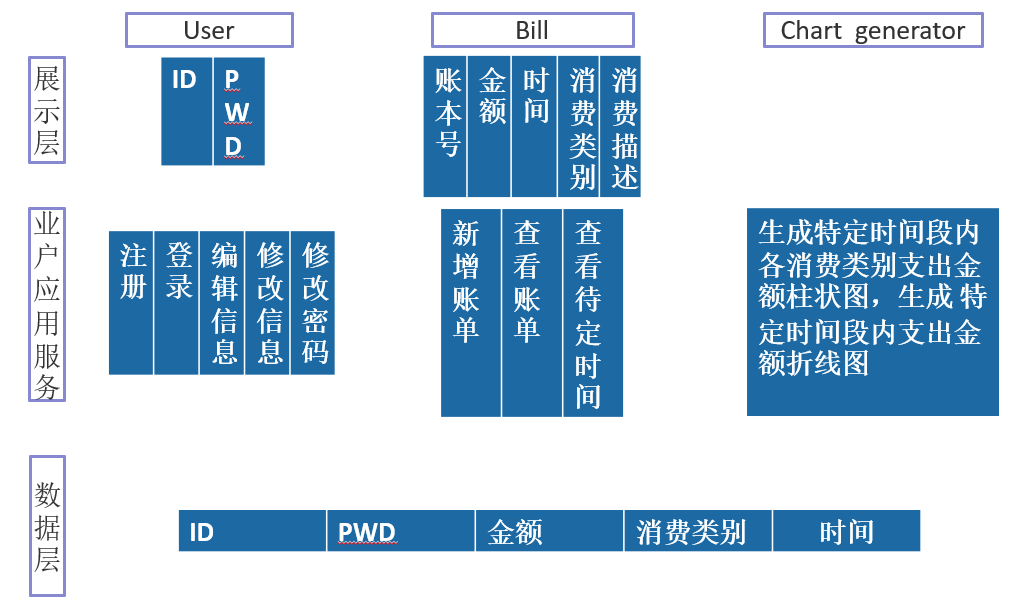 User
Bill
Chart generator
展示层
ID
PWD
账本号
金额
时间
消费类别
消费描述
业户应用服务
注册
登录
编辑信息
修改信息
修改密码
新增账单
查看账单
查看待定时间
生成特定时间段内
各消费类别支出金
额柱状图，生成 特
定时间段内支出金
额折线图
数据层
ID
PWD
金额
消费类别
时间